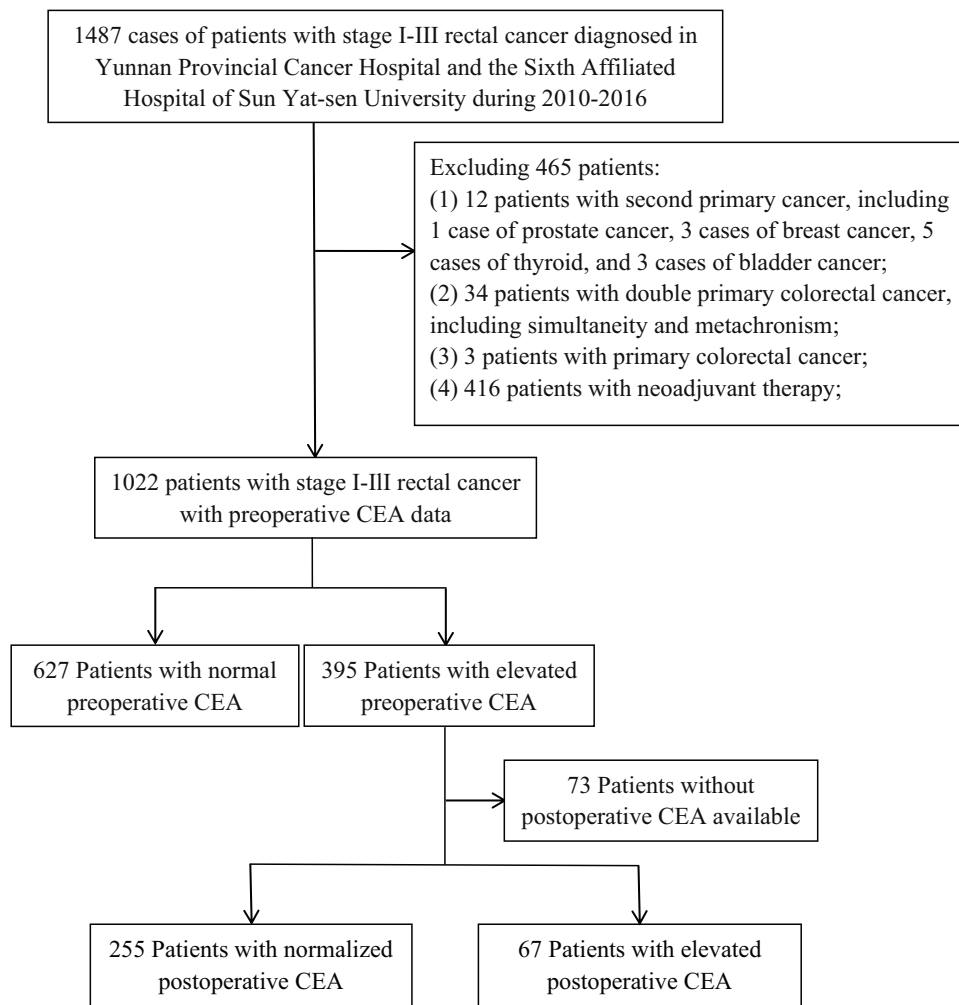 1487 cases of patients with stage I-III rectal cancer diagnosed in
Yunnan Provincial Cancer Hospital and the Sixth Affiliated
Hospital of Sun Yat-sen University during 2010-2016
Excluding 465 patients:
(1) 12 patients with second primary cancer, including
1 case of prostate cancer, 3 cases of breast cancer, 5
cases of thyroid, and 3 cases of bladder cancer;
(2) 34 patients with double primary colorectal cancer,
including simultaneity and metachronism;
(3) 3 patients with primary colorectal cancer;
(4) 416 patients with neoadjuvant therapy;
1022 patients with stage I-III rectal cancer
with preoperative CEA data
627 Patients with normal
preoperative CEA
395 Patients with elevated
preoperative CEA
73 Patients without
postoperative CEA available
255 Patients with normalized
postoperative CEA
67 Patients with elevated
postoperative CEA